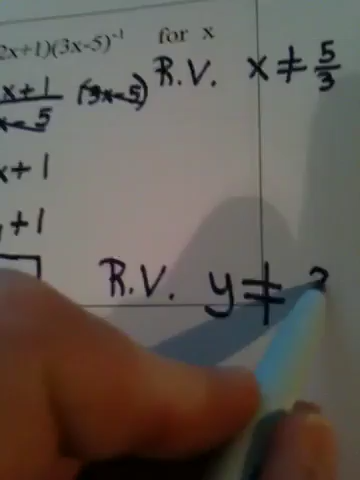 2x+1)(3x-5)⁻¹ for x
x+1 (3x-5) R.V. x ≠ 5/3
x-5
x+1
+1
R.V. y ≠